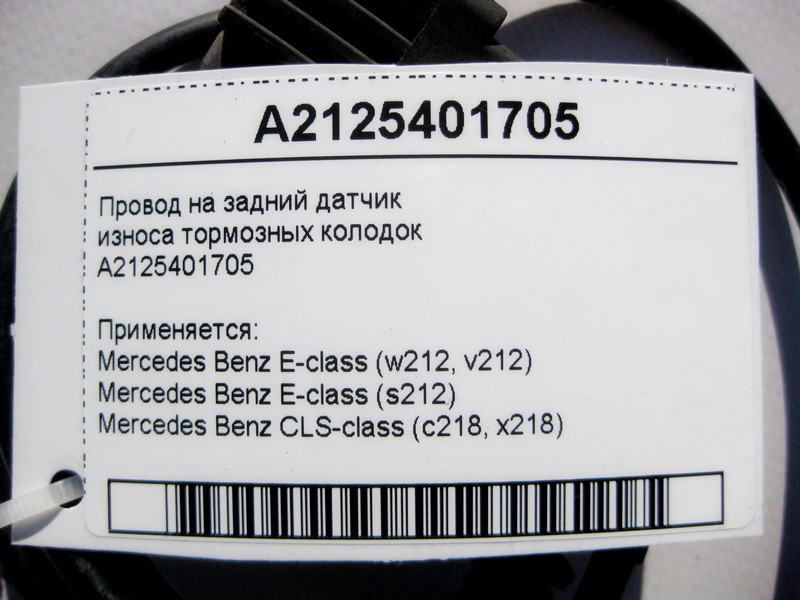 A2125401705
Провод на задний датчик
износа тормозных колодок
A2125401705
Применяется:
Mercedes Benz E-class (w212, v212)
Mercedes Benz E-class (s212)
Mercedes Benz CLS-class (c218, x218)